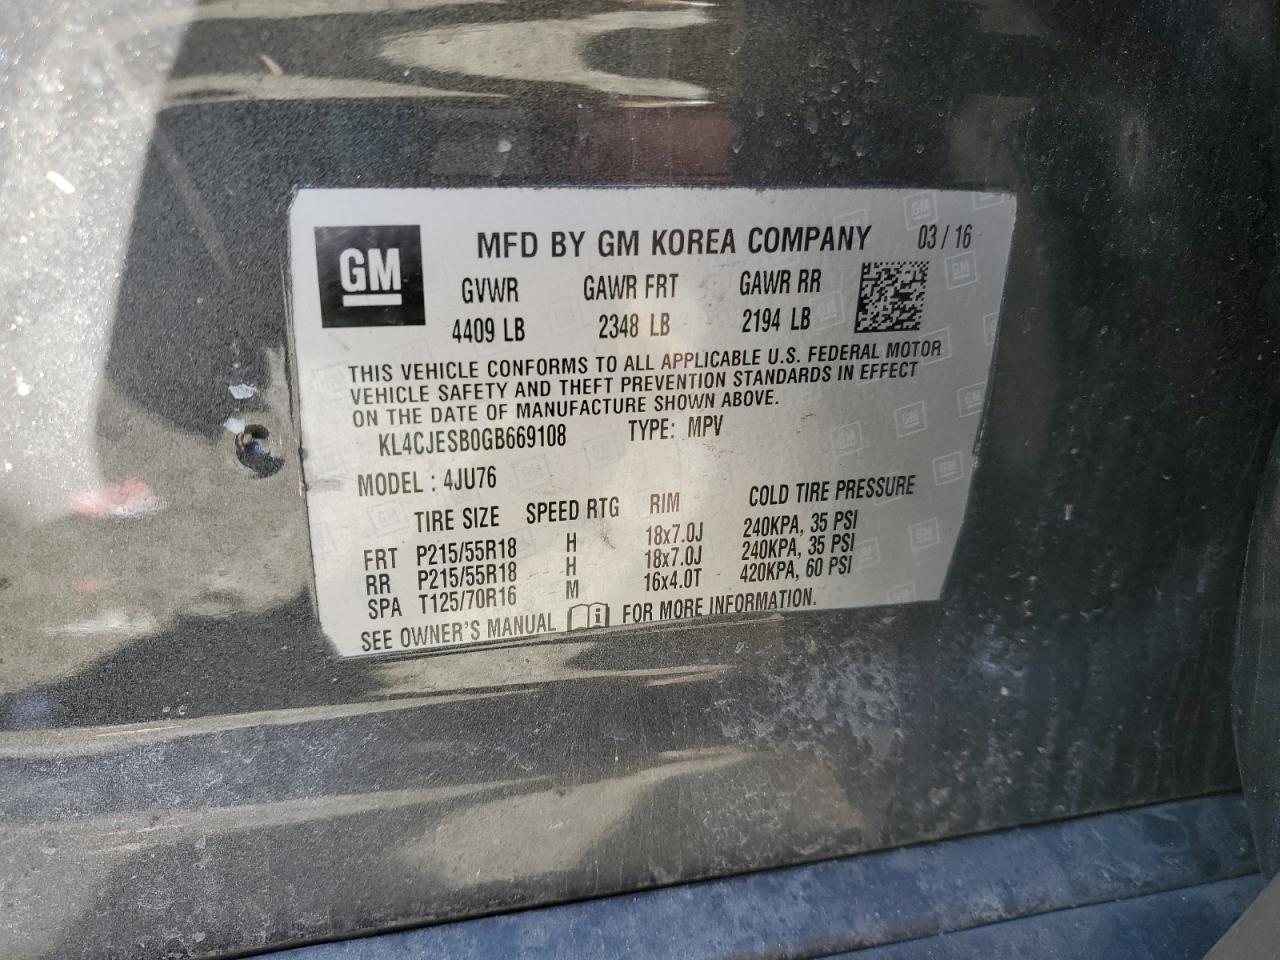 GM
MFD BY GM KOREA COMPANY 03 / 16
GVWR GAWR FRT GAWR RR
4409 LB 2348 LB 2194 LB
THIS VEHICLE CONFORMS TO ALL APPLICABLE U.S. FEDERAL MOTOR
VEHICLE SAFETY AND THEFT PREVENTION STANDARDS IN EFFECT
ON THE DATE OF MANUFACTURE SHOWN ABOVE.
KL4CJESB0GB669108 TYPE: MPV
MODEL : 4JU76
TIRE SIZE SPEED RTG RIM COLD TIRE PRESSURE
FRT P215/55R18 H 18x7.0J 240KPA, 35 PSI
RR P215/55R18 H 18x7.0J 240KPA, 35 PSI
SPA T125/70R16 M 16x4.0T 420KPA, 60 PSI
SEE OWNER'S MANUAL FOR MORE INFORMATION.